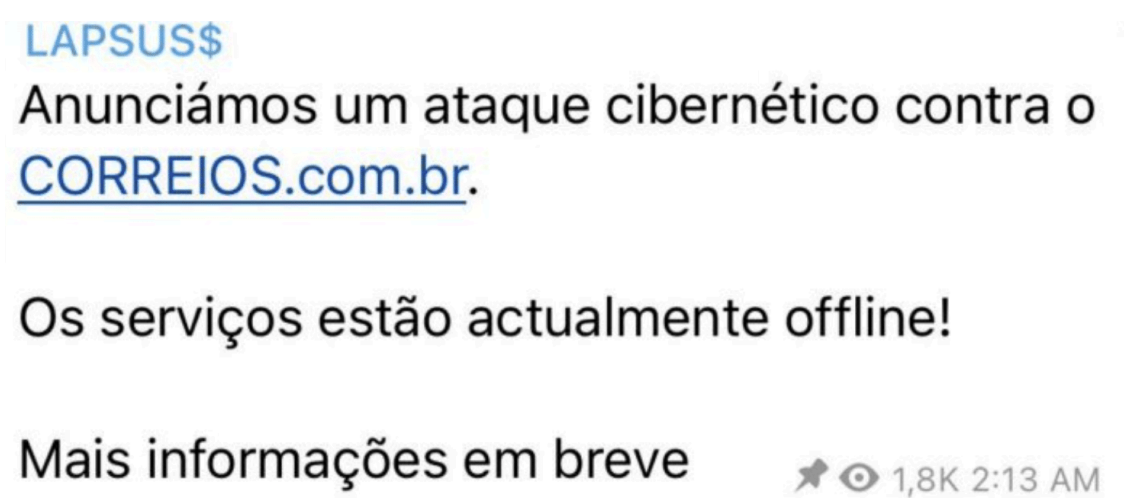 LAPSUS$
Anunciámos um ataque cibernético contra o
CORREIOS.com.br.
Os serviços estão actualmente offline!
Mais informações em breve
1,8K 2:13 AM